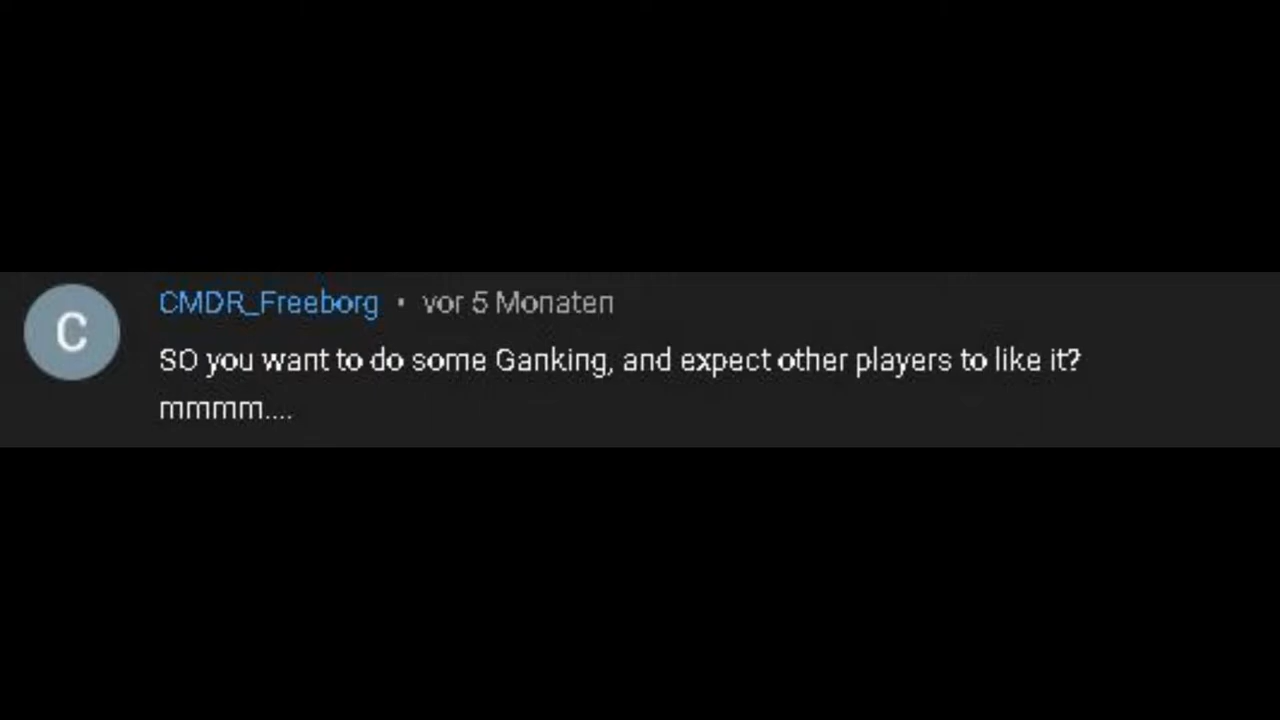 C
CMDR_Freeborg • vor 5 Monaten
SO you want to do some Ganking, and expect other players to like it?
mmmm....